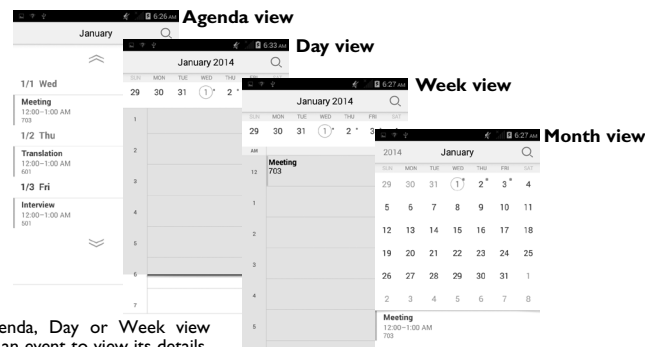 6:26 AM
Agenda view
January
1/1 Wed
Meeting
12:00–1:00 AM
703
1/2 Thu
Translation
12:00–1:00 AM
601
1/3 Fri
Interview
12:00–1:00 AM
501
6:33 AM
Day view
January 2014
SUN MON TUE WED THU FRI
29 30 31 1 2
1
2
3
4
5
6
7
6:27 AM
Week view
January 2014
SUN MON TUE WED THU FRI SAT
29 30 31 1 2 3
AM
12
Meeting
703
1
2
3
4
5
6:27 AM
Month view
2014 January
SUN MON TUE WED THU FRI SAT
29 30 31 1 2 3 4
5 6 7 8 9 10 11
12 13 14 15 16 17 18
19 20 21 22 23 24 25
26 27 28 29 30 31 1
2 3 4 5 6 7 8
Meeting
12:00–1:00 AM
703
enda, Day or Week view
an event to view its details.